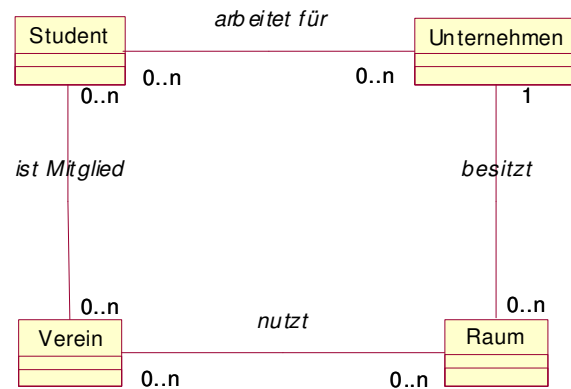 arbeitet für
Student
Unternehmen
0..n
0..n
0..n
1
ist Mitglied
besitzt
0..n
0..n
nutzt
Verein
Raum
0..n
0..n